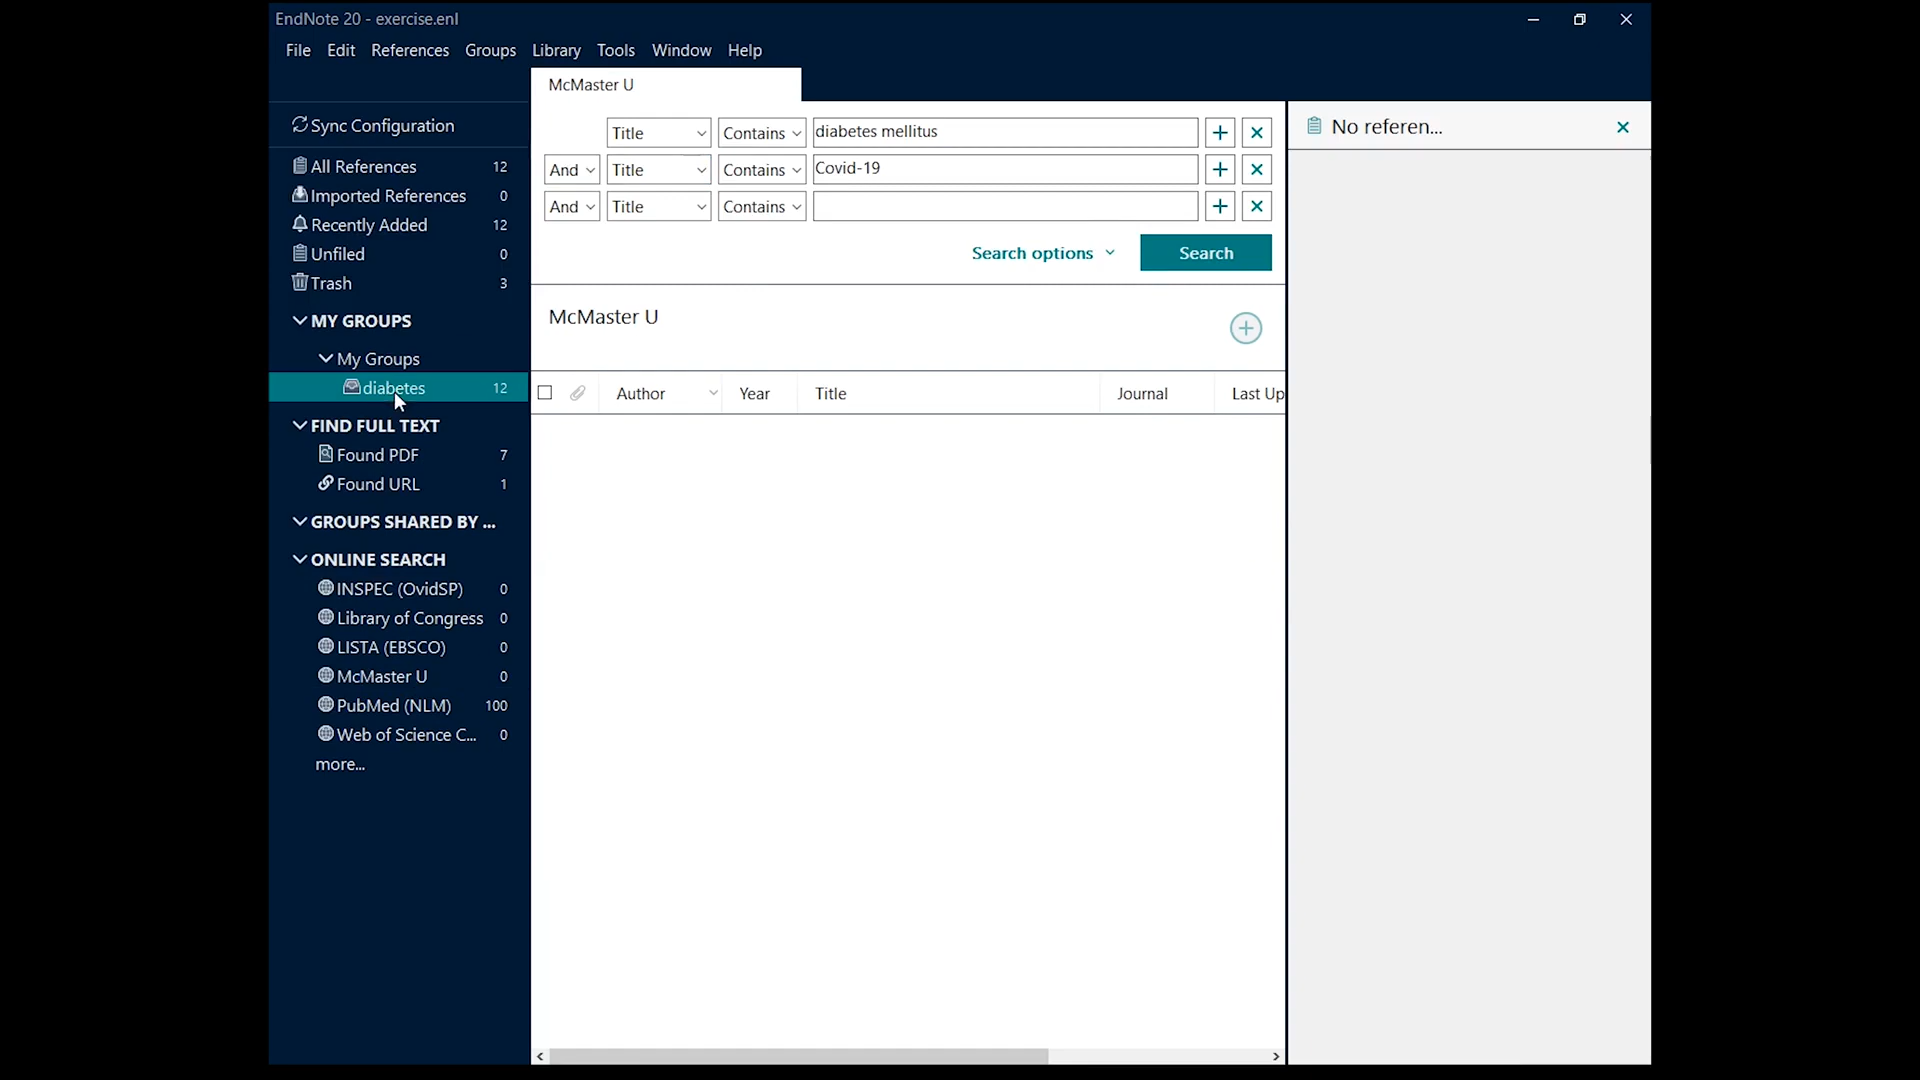 EndNote 20 - exercise.enl
File Edit References Groups Library Tools Window Help
McMaster U
Sync Configuration
All References 12
Imported References 0
Recently Added 12
Unfiled 0
Trash 3
MY GROUPS
My Groups
diabetes 12
FIND FULL TEXT
Found PDF 7
Found URL 1
GROUPS SHARED BY ...
ONLINE SEARCH
INSPEC (OvidSP) 0
Library of Congress 0
LISTA (EBSCO) 0
McMaster U 0
PubMed (NLM) 100
Web of Science C... 0
more...
Title Contains diabetes mellitus
And Title Contains Covid-19
And Title Contains
Search options Search
McMaster U
Author Year Title Journal Last Up
No referen...